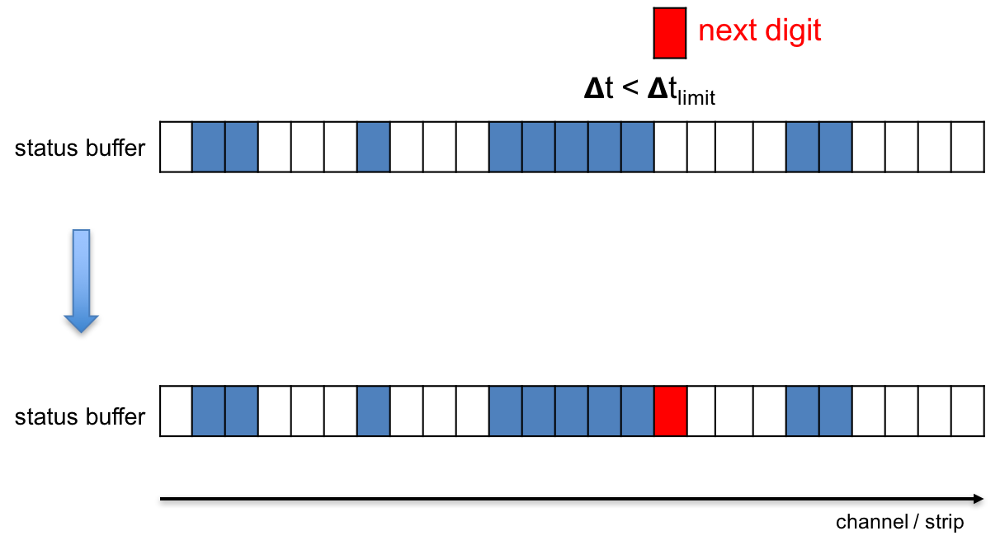 next digit
Δt < Δtlimit
status buffer
status buffer
channel / strip